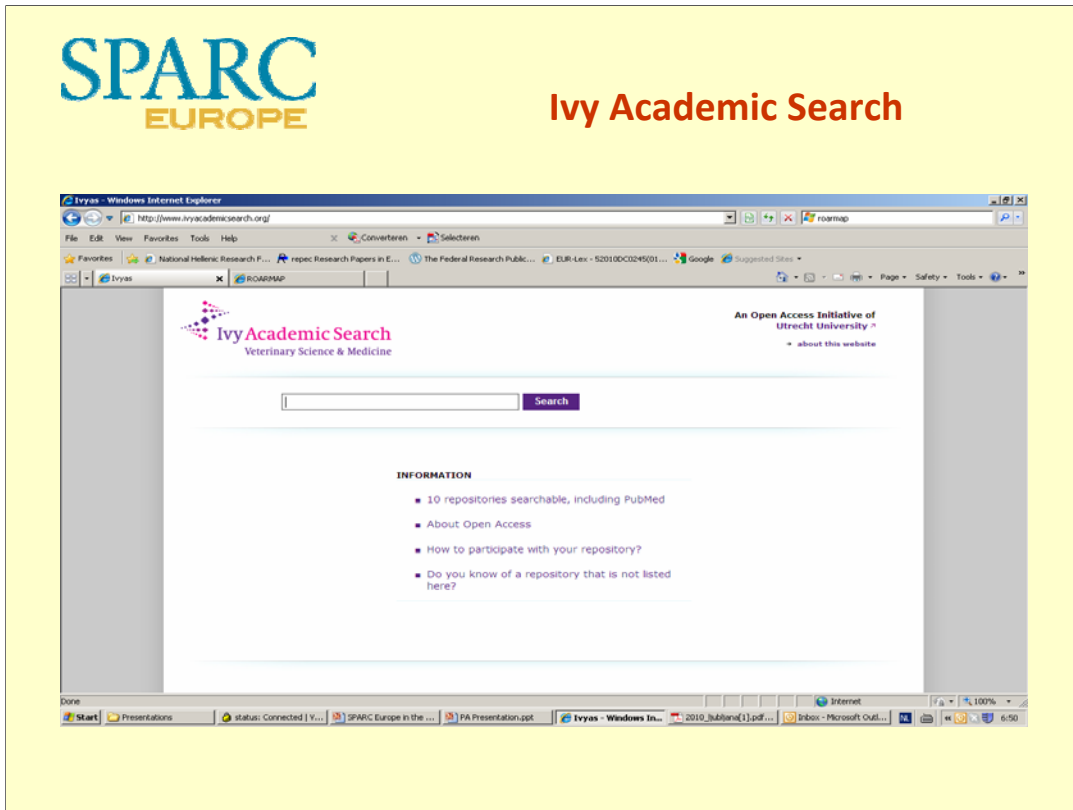 SPARC
EUROPE
Ivy Academic Search
Ivyas - Windows Internet Explorer
http://www.ivyacademicsearch.org/
roarmap
File Edit View Favorites Tools Help
Converteren
Selecteren
Favorites
National Hellenic Research F...
repec Research Papers in E...
The Federal Research Public...
EUR-Lex - 52010DC0245(01...
Google
Suggested Sites
Ivyas
ROARMAP
Page Safety Tools
Ivy Academic Search
Veterinary Science & Medicine
An Open Access Initiative of
Utrecht University
about this website
Search
INFORMATION
10 repositories searchable, including PubMed
About Open Access
How to participate with your repository?
Do you know of a repository that is not listed
here?
Done
Internet
100%
Start
Presentations
status: Connected | V...
SPARC Europe in the ...
PA Presentation.ppt
Ivyas - Windows In...
2010_ljubljana[1].pdf...
Inbox - Microsoft Outl...
NL
6:50